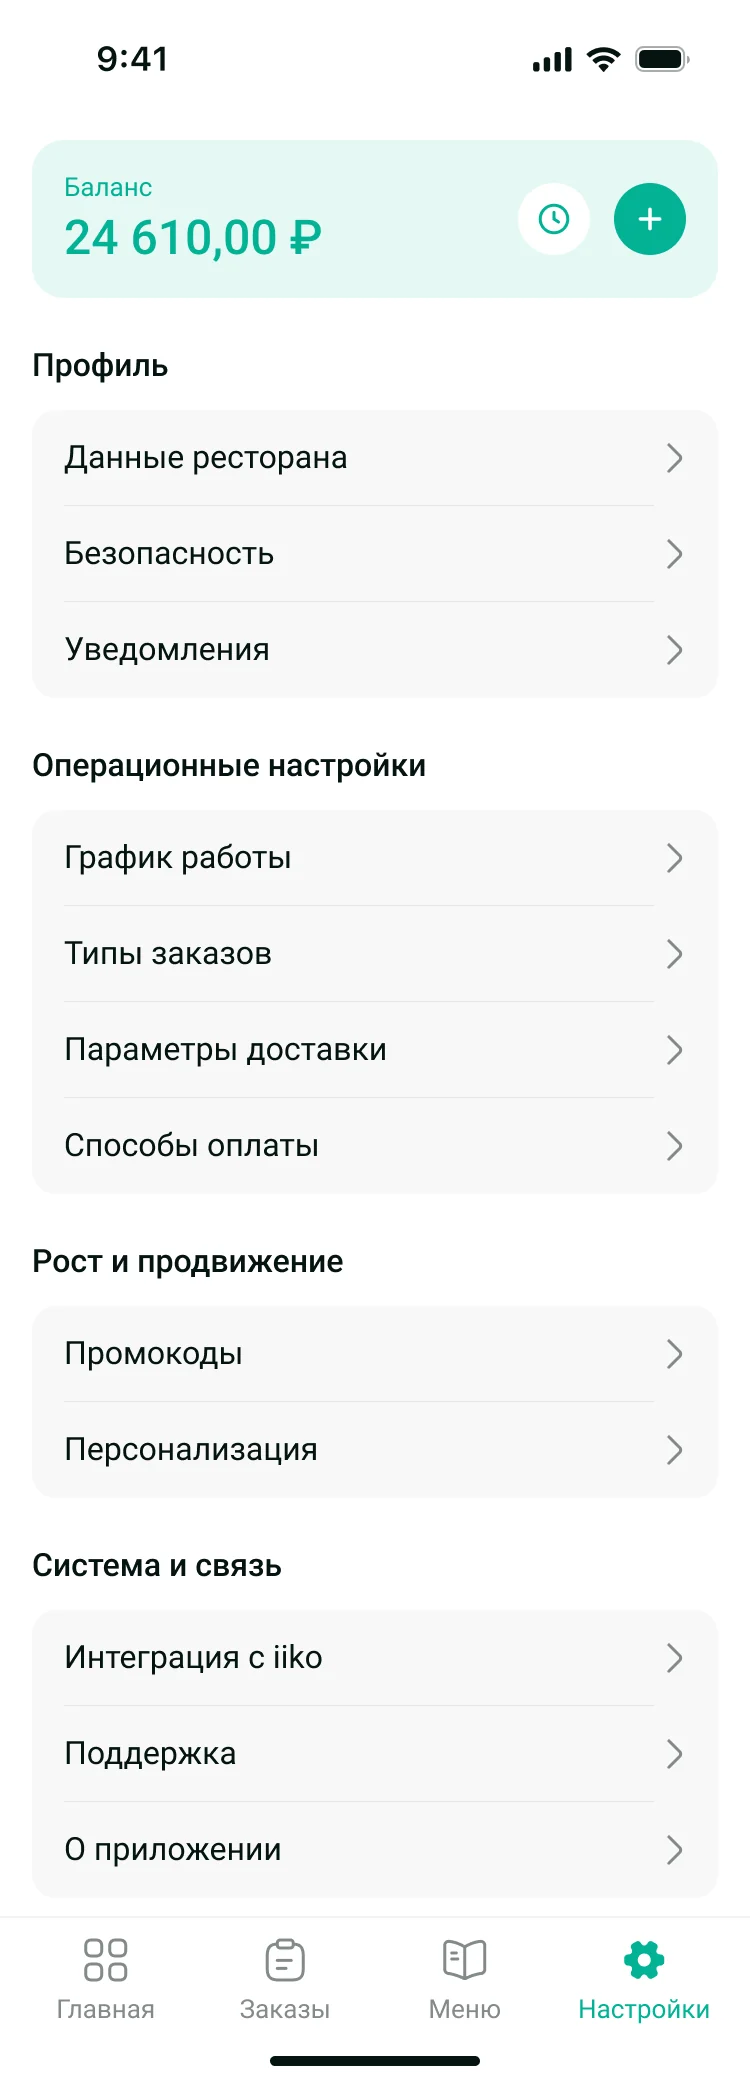 9:41
Баланс
24 610,00 ₽
Профиль
Данные ресторана
Безопасность
Уведомления
Операционные настройки
График работы
Типы заказов
Параметры доставки
Способы оплаты
Рост и продвижение
Промокоды
Персонализация
Система и связь
Интеграция с iiko
Поддержка
О приложении
Главная Заказы Меню Настройки